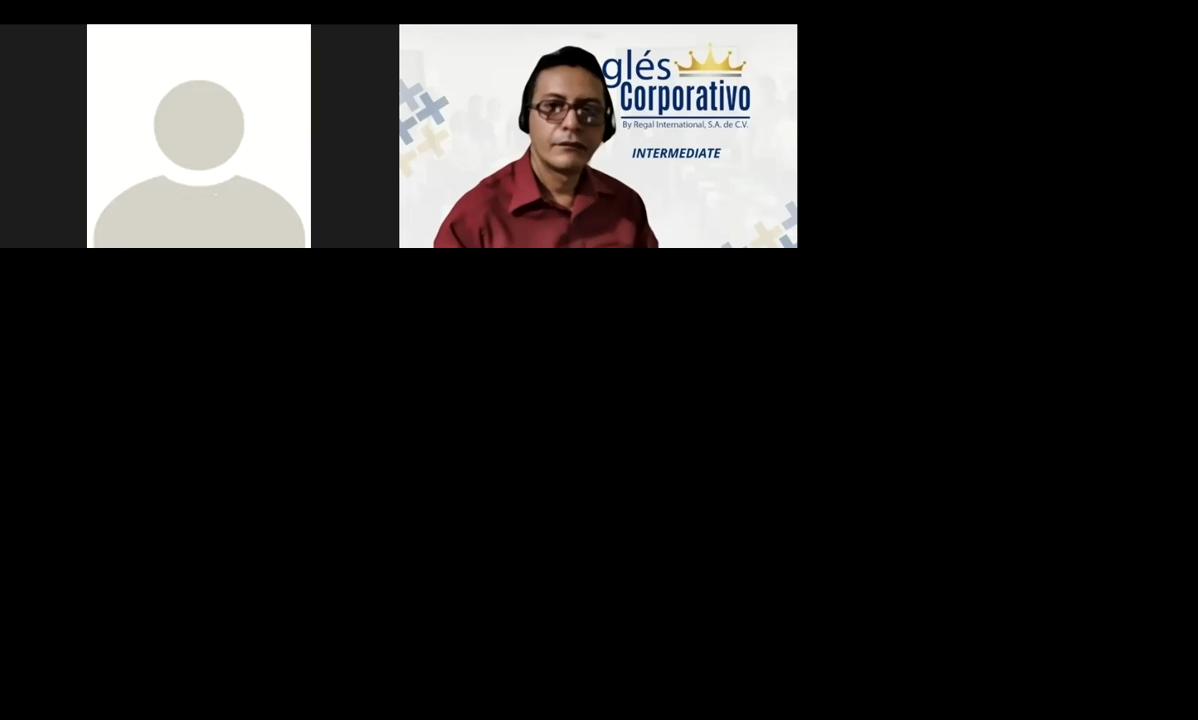 glés
Corporativo
By Regal International, S.A. de C.V.
INTERMEDIATE